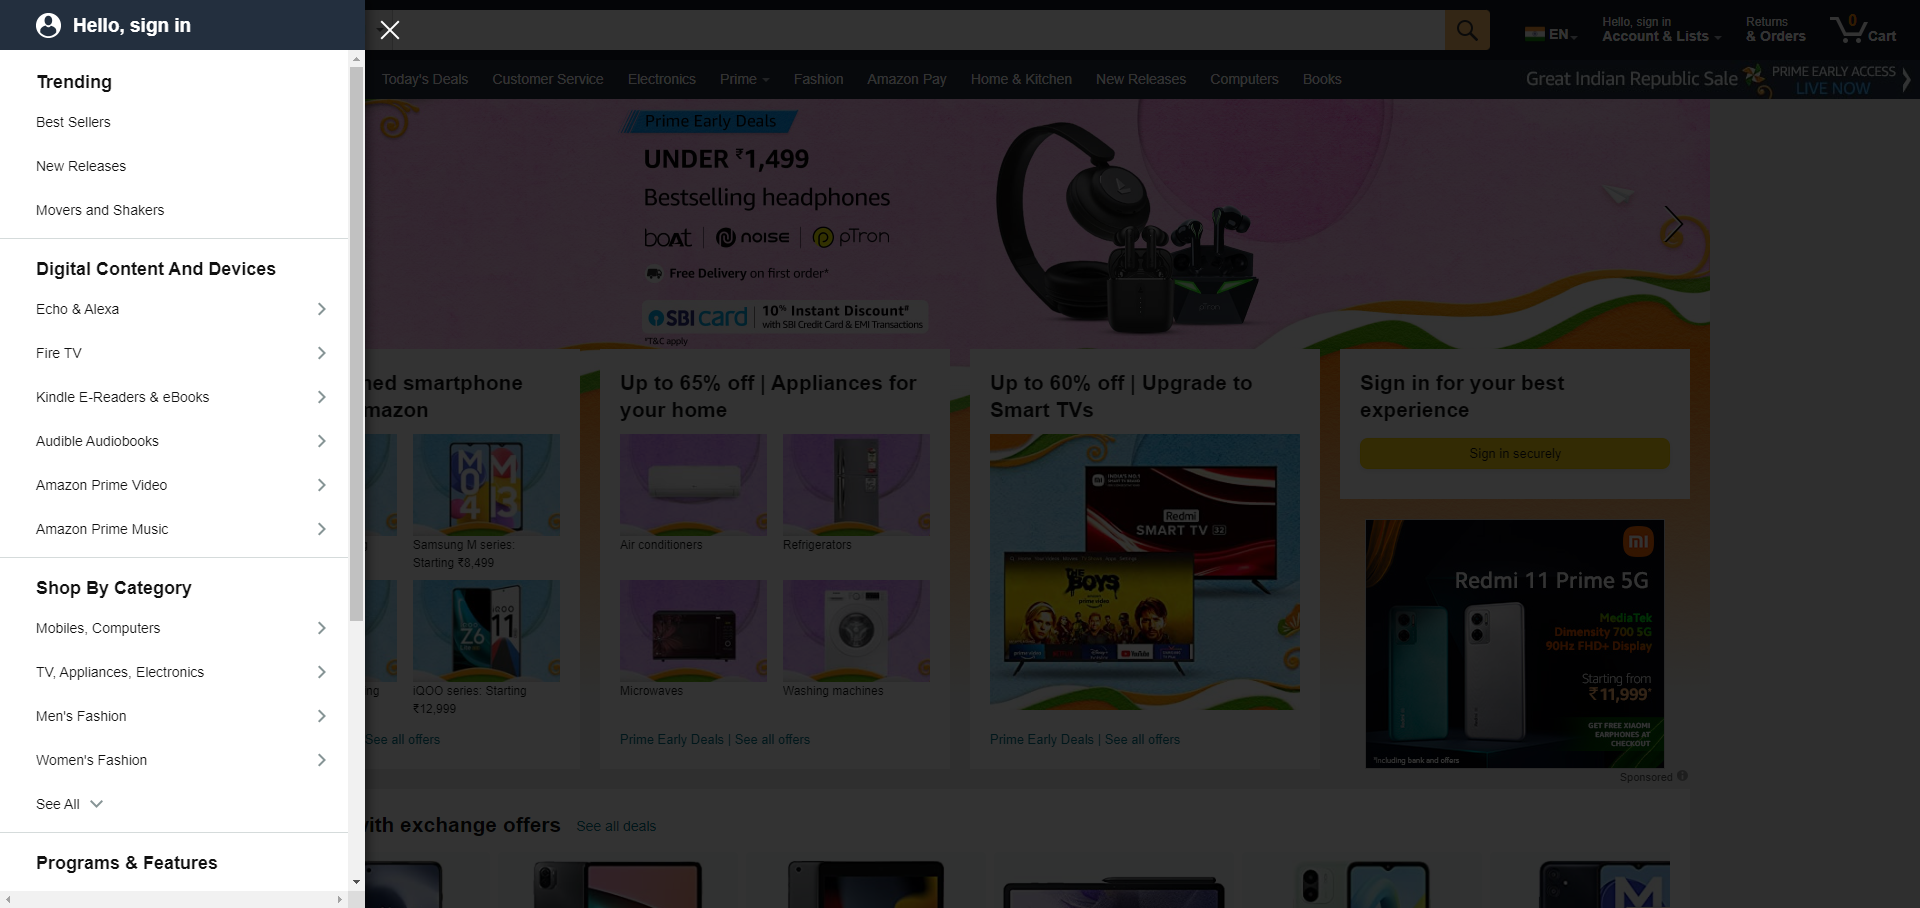 Hello, sign in
Trending
Best Sellers
New Releases
Movers and Shakers
Digital Content And Devices
Echo & Alexa
Fire TV
Kindle E-Readers & eBooks
Audible Audiobooks
Amazon Prime Video
Amazon Prime Music
Shop By Category
Mobiles, Computers
TV, Appliances, Electronics
Men's Fashion
Women's Fashion
See All
Programs & Features
EN
Hello, sign in
Account & Lists
Returns
& Orders
0
Cart
Today's Deals
Customer Service
Electronics
Prime
Fashion
Amazon Pay
Home & Kitchen
New Releases
Computers
Books
Great Indian Republic Sale
PRIME EARLY ACCESS
LIVE NOW
Prime Early Deals
UNDER ₹1,499
Bestselling headphones
boAt
noise
pTron
Free Delivery on first order*
SBI card
10% Instant Discount#
with SBI Credit Card & EMI Transactions
*T&C apply
ned smartphone
mazon
Samsung M series:
Starting ₹8,499
ng
iQOO series: Starting
₹12,999
See all offers
Up to 65% off | Appliances for
your home
Air conditioners
Refrigerators
Microwaves
Washing machines
Prime Early Deals | See all offers
Up to 60% off | Upgrade to
Smart TVs
Redmi
SMART TV 32
THE BOYS
prime video
YouTube
Prime Early Deals | See all offers
Sign in for your best
experience
Sign in securely
mi
Redmi 11 Prime 5G
MediaTek
Dimensity 700 5G
90Hz FHD+ Display
Starting from
₹11,999*
GET FREE XIAOMI
EARPHONES AT
CHECKOUT
*Including bank and offers
Sponsored
with exchange offers
See all deals